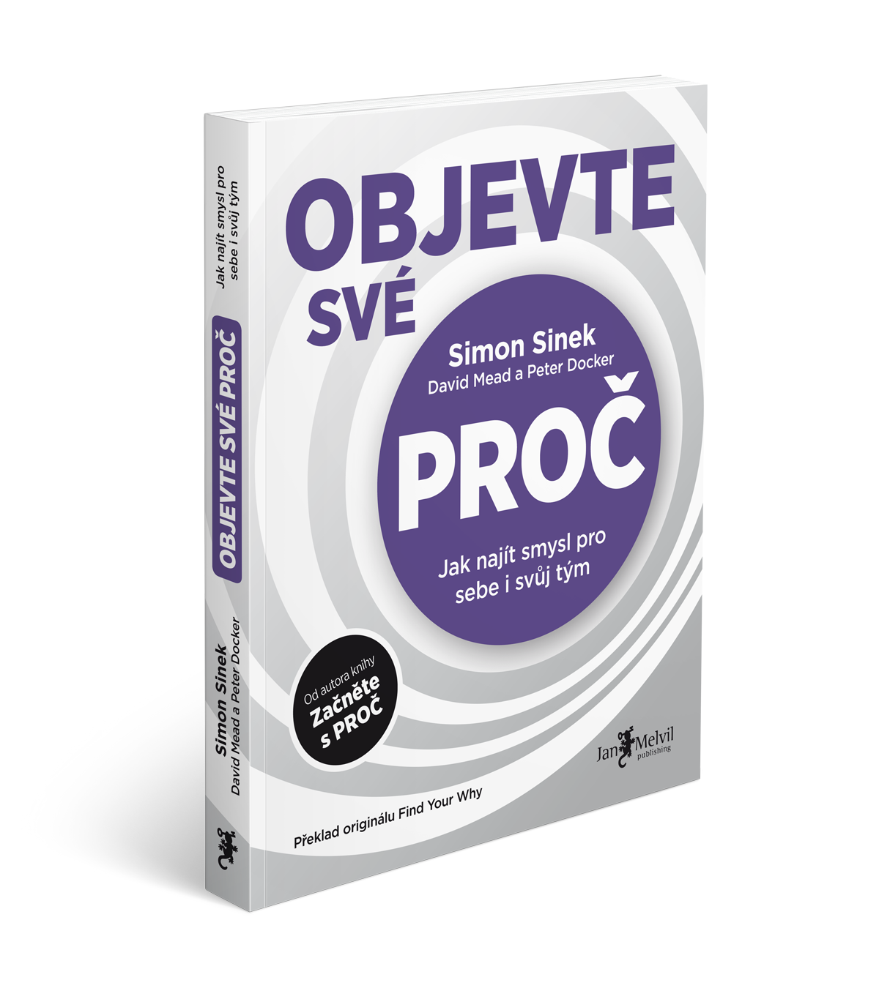 OBJEVTE
SVÉ
Simon Sinek
David Mead a Peter Docker
PROČ
Jak najít smysl pro
sebe i svůj tým
Od autora knihy
Začněte
s PROČ
Jan Melvil
publishing
Překlad originálu Find Your Why
Jak najít smysl pro
sebe i svůj tým
OBJEVTE SVÉ PROČ
Simon Sinek
David Mead a Peter Docker